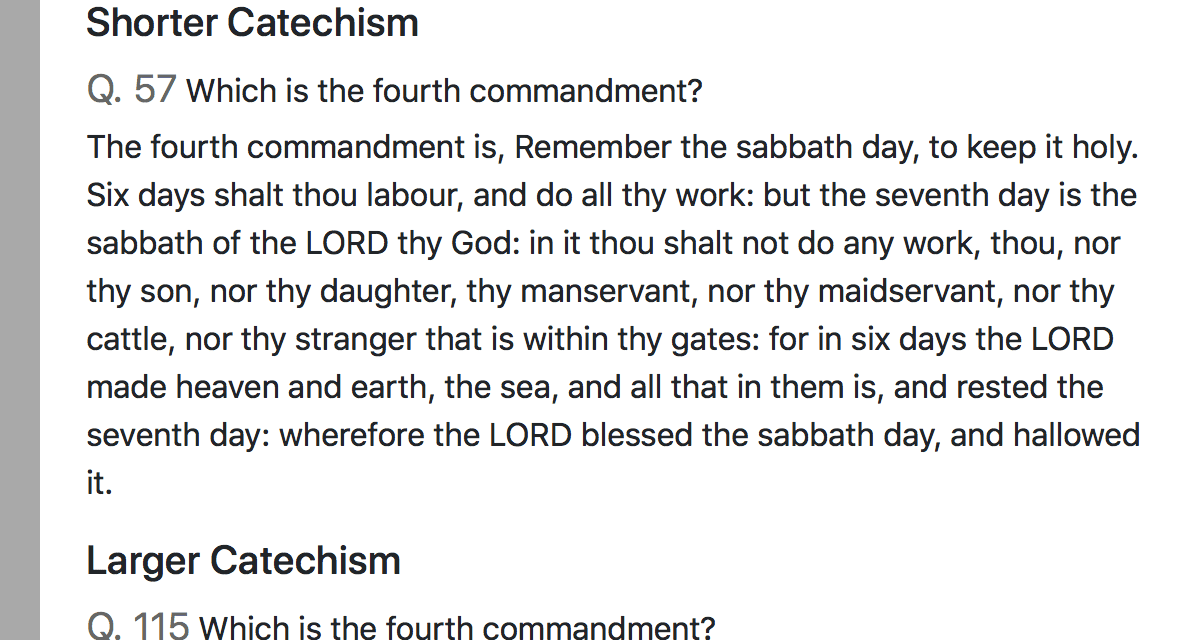 Shorter Catechism
Q. 57 Which is the fourth commandment?
The fourth commandment is, Remember the sabbath day, to keep it holy.
Six days shalt thou labour, and do all thy work: but the seventh day is the
sabbath of the LORD thy God: in it thou shalt not do any work, thou, nor
thy son, nor thy daughter, thy manservant, nor thy maidservant, nor thy
cattle, nor thy stranger that is within thy gates: for in six days the LORD
made heaven and earth, the sea, and all that in them is, and rested the
seventh day: wherefore the LORD blessed the sabbath day, and hallowed
it.
Larger Catechism
Q. 115 Which is the fourth commandment?